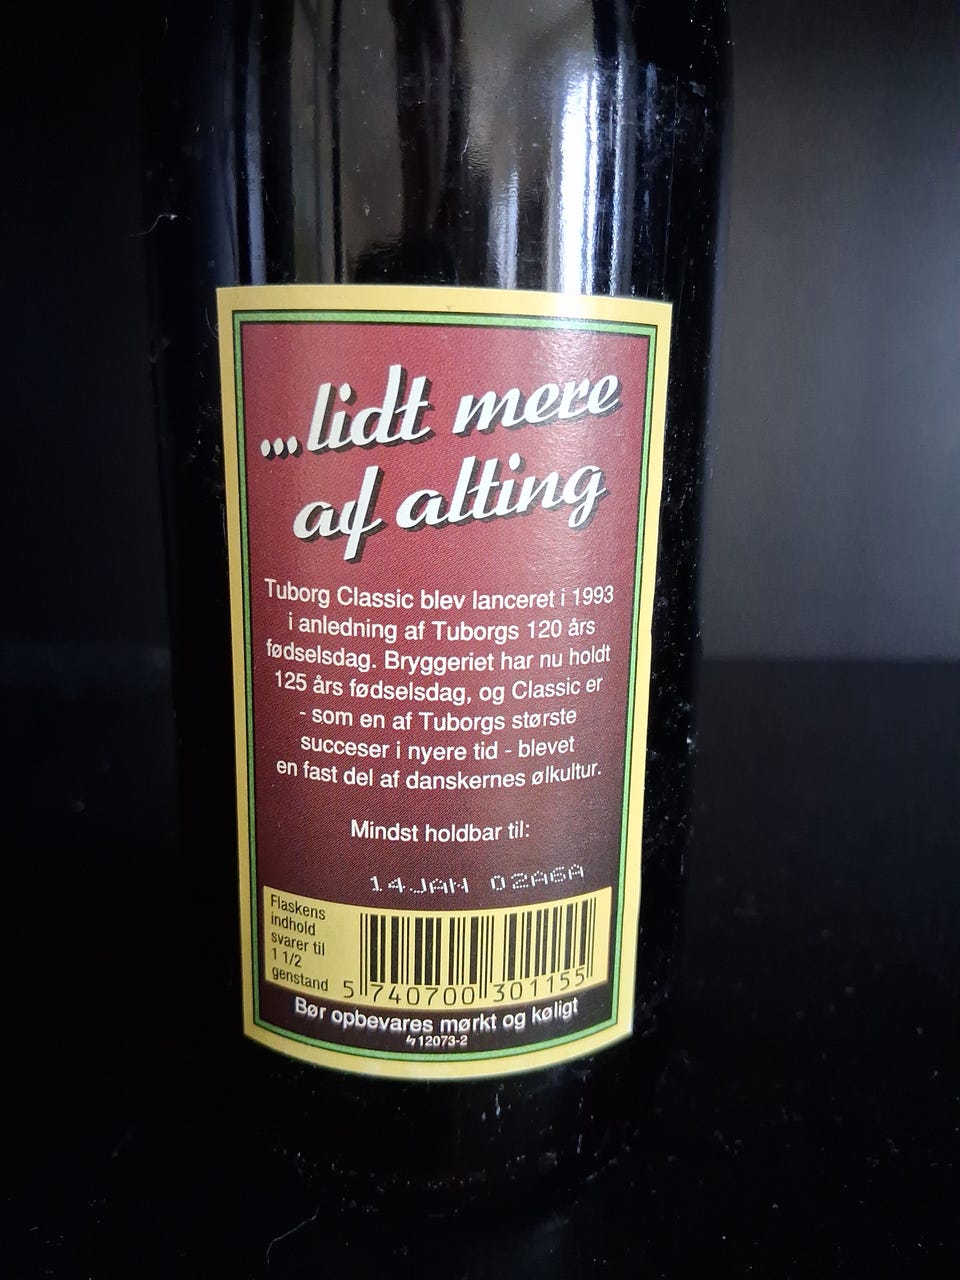 ...lidt mere
af alting
Tuborg Classic blev lanceret i 1993
i anledning af Tuborgs 120 års
fødselsdag. Bryggeriet har nu holdt
125 års fødselsdag, og Classic er
- som en af Tuborgs største
succeser i nyere tid - blevet
en fast del af danskernes ølkultur.
Mindst holdbar til:
14JAN 02A6A
Flaskens
indhold
svarer til
1 1/2
genstand
5 740700 301155
Bør opbevares mørkt og køligt
12073-2